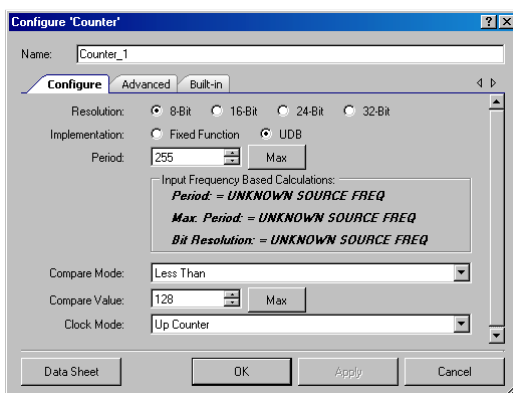 Configure 'Counter'
Name: Counter_1
Configure Advanced Built-in
Resolution: 8-Bit 16-Bit 24-Bit 32-Bit
Implementation: Fixed Function UDB
Period: 255 Max
Input Frequency Based Calculations:
Period: = UNKNOWN SOURCE FREQ
Max. Period: = UNKNOWN SOURCE FREQ
Bit Resolution: = UNKNOWN SOURCE FREQ
Compare Mode: Less Than
Compare Value: 128 Max
Clock Mode: Up Counter
Data Sheet OK Apply Cancel